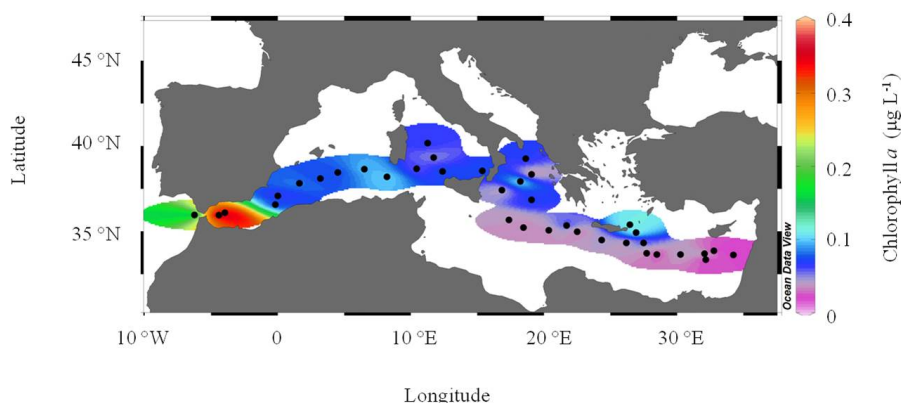 45 °N
40 °N
35 °N
10 °W
0
10 °E
20 °E
30 °E
Latitude
Longitude
Ocean Data View
0.4
0.3
0.2
0.1
0
Chlorophyll a (µg L-1)